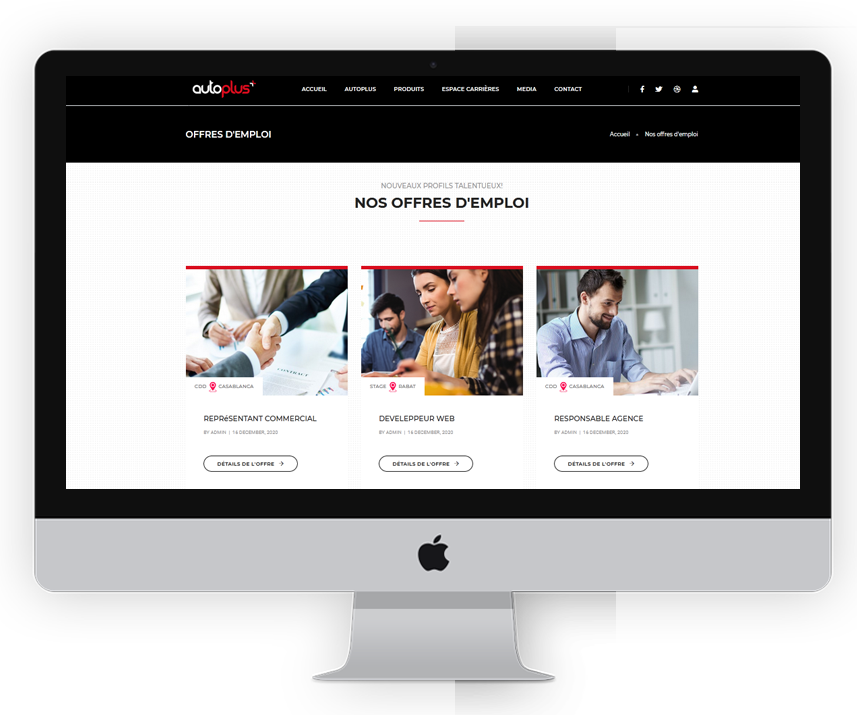 autoplus
ACCUEIL AUTOPLUS PRODUITS ESPACE CARRIÈRES MEDIA CONTACT
OFFRES D'EMPLOI
Accueil • Nos offres d'emploi
NOUVEAUX PROFILS TALENTUEUX!
NOS OFFRES D'EMPLOI
CONTRACT
CDD CASABLANCA
STAGE RABAT
CDD CASABLANCA
REPRéSENTANT COMMERCIAL
DEVELEPPEUR WEB
RESPONSABLE AGENCE
BY ADMIN | 16 DECEMBER, 2020
BY ADMIN | 16 DECEMBER, 2020
BY ADMIN | 16 DECEMBER, 2020
DÉTAILS DE L'OFFRE →
DÉTAILS DE L'OFFRE →
DÉTAILS DE L'OFFRE →